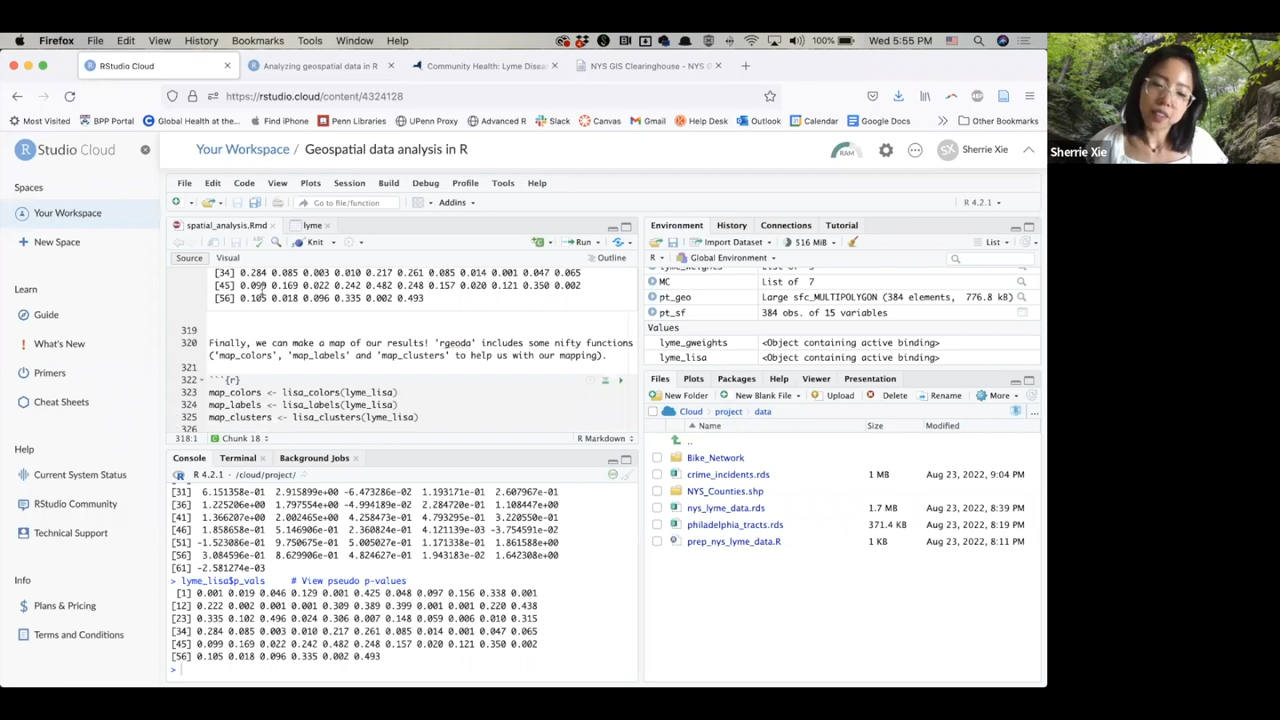 Firefox File Edit View History Bookmarks Tools Window Help 100% Wed 5:55 PM
RStudio Cloud × Analyzing geospatial data in R × Community Health: Lyme Disea × NYS GIS Clearinghouse - NYS G × +
https://rstudio.cloud/content/4324128
Most Visited BPP Portal Global Health at the... Find iPhone Penn Libraries UPenn Proxy Advanced R Slack Canvas Gmail Help Desk Outlook Calendar Google Docs Other Bookmarks
Studio Cloud
Your Workspace / Geospatial data analysis in R
RAM
SX Sherrie Xie
Sherrie Xie
Spaces
Your Workspace
New Space
Learn
Guide
What's New
Primers
Cheat Sheets
Help
Current System Status
RStudio Community
Technical Support
Info
Plans & Pricing
Terms and Conditions
File Edit Code View Plots Session Build Debug Profile Tools Help
Go to file/function Addins R 4.2.1
spatial_analysis.Rmd × lyme ×
Knit Run
Source Visual Outline
[34] 0.284 0.085 0.003 0.010 0.217 0.261 0.085 0.014 0.001 0.047 0.065
[45] 0.099 0.169 0.022 0.242 0.482 0.248 0.157 0.020 0.121 0.350 0.002
[56] 0.105 0.018 0.096 0.335 0.002 0.493
319
320 Finally, we can make a map of our results! 'rgeoda' includes some nifty functions
('map_colors', 'map_labels' and 'map_clusters' to help us with our mapping).
321
322 ```{r}
323 map_colors <- lisa_colors(lyme_lisa)
324 map_labels <- lisa_labels(lyme_lisa)
325 map_clusters <- lisa_clusters(lyme_lisa)
326
318:1 Chunk 18 R Markdown
Console Terminal × Background Jobs ×
R 4.2.1 · /cloud/project/
[31] 6.151358e-01 2.915899e+00 -6.473286e-02 1.193171e-01 2.607967e-01
[36] 1.225206e+00 1.797554e+00 -4.994189e-02 2.284720e-01 1.108447e+00
[41] 1.366207e+00 2.002465e+00 4.258473e-01 4.793295e-01 3.220550e-01
[46] 1.858658e-01 5.146906e-01 2.360824e-01 4.121139e-03 -3.754591e-02
[51] -1.523086e-01 9.750675e-01 5.005027e-01 1.171338e-01 1.861588e+00
[56] 3.084596e-01 8.629906e-01 4.824627e-01 1.943183e-02 1.642308e+00
[61] -2.581274e-03
> lyme_lisa$p_vals # View pseudo p-values
[1] 0.001 0.019 0.046 0.129 0.001 0.425 0.048 0.097 0.156 0.338 0.001
[12] 0.222 0.002 0.001 0.001 0.309 0.389 0.399 0.001 0.001 0.220 0.438
[23] 0.335 0.102 0.496 0.024 0.306 0.007 0.148 0.059 0.006 0.010 0.315
[34] 0.284 0.085 0.003 0.010 0.217 0.261 0.085 0.014 0.001 0.047 0.065
[45] 0.099 0.169 0.022 0.242 0.482 0.248 0.157 0.020 0.121 0.350 0.002
[56] 0.105 0.018 0.096 0.335 0.002 0.493
>
Environment History Connections Tutorial
Import Dataset 516 MiB List
R Global Environment
MC List of 7
pt_geo Large sfc_MULTIPOLYGON (384 elements, 776.8 kB)
pt_sf 384 obs. of 15 variables
Values
lyme_gweights <Object containing active binding>
lyme_lisa <Object containing active binding>
Files Plots Packages Help Viewer Presentation
New Folder New Blank File Upload Delete Rename More
Cloud project data ...
Name Size Modified
..
Bike_Network
crime_incidents.rds 1 MB Aug 23, 2022, 9:04 PM
NYS_Counties.shp
nys_lyme_data.rds 1.7 MB Aug 23, 2022, 8:39 PM
philadelphia_tracts.rds 371.4 KB Aug 23, 2022, 8:19 PM
prep_nys_lyme_data.R 1 KB Aug 23, 2022, 8:11 PM